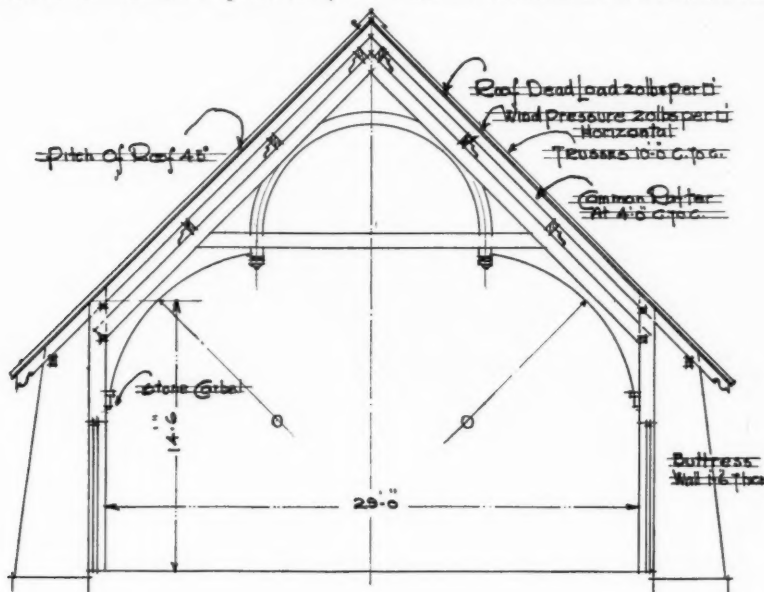 Roof Dead Load 20lbs per □'
Wind Pressure 20lbs per □'
Horizontal
Trusses 10'-0" C. to C.
Pitch Of Roof 45°
Common Rafter
At 4'-0" C. to C.
Stone Corbel
14'-6"
29'-0"
Buttress
Wall 1'-6" Thick